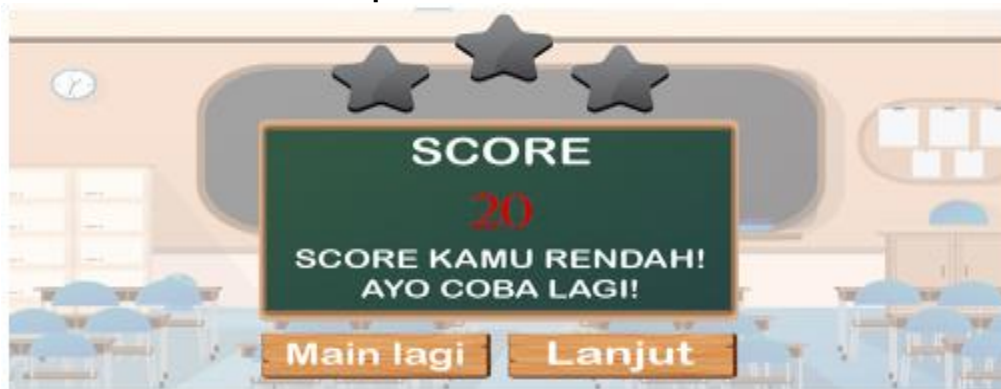 SCORE
20
SCORE KAMU RENDAH!
AYO COBA LAGI!
Main lagi
Lanjut